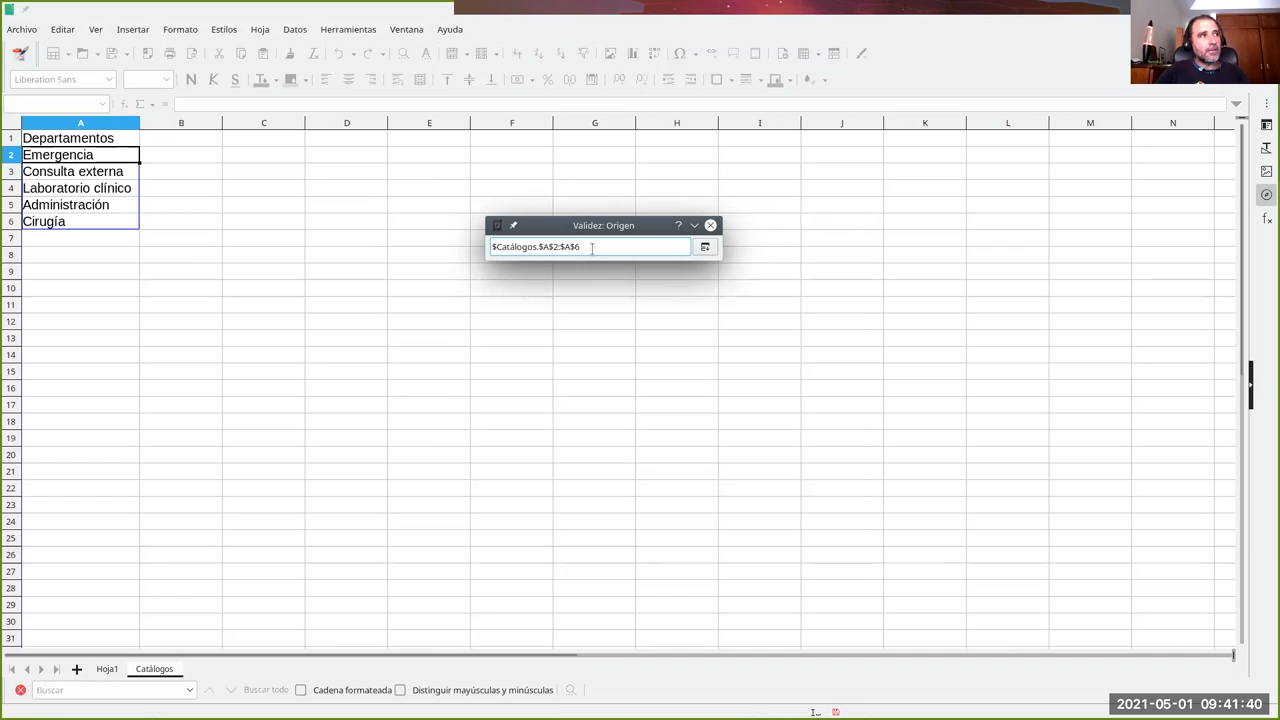 Archivo Editar Ver Insertar Formato Estilos Hoja Datos Herramientas Ventana Ayuda
Liberation Sans
A B C D E F G H I J K L M N
1 Departamentos
2 Emergencia
3 Consulta externa
4 Laboratorio clínico
5 Administración
6 Cirugía
Validez: Origen
$Catálogos.$A$2:$A$6
7
8
9
10
11
12
13
14
15
16
17
18
19
20
21
22
23
24
25
26
27
28
29
30
31
Hoja1 Catálogos
Buscar Buscar todo Cadena formateada Distinguir mayúsculas y minúsculas
2021-05-01 09:41:40